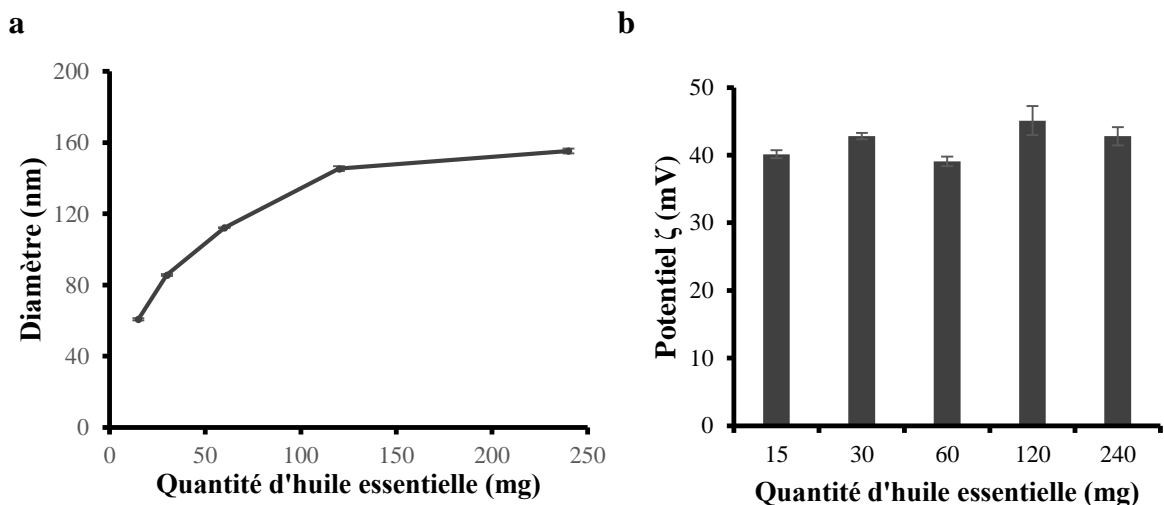 a
200
160
120
80
40
0
Diamètre (nm)
0 50 100 150 200 250
Quantité d'huile essentielle (mg)
b
50
40
30
20
10
0
Potentiel ζ (mV)
15 30 60 120 240
Quantité d'huile essentielle (mg)